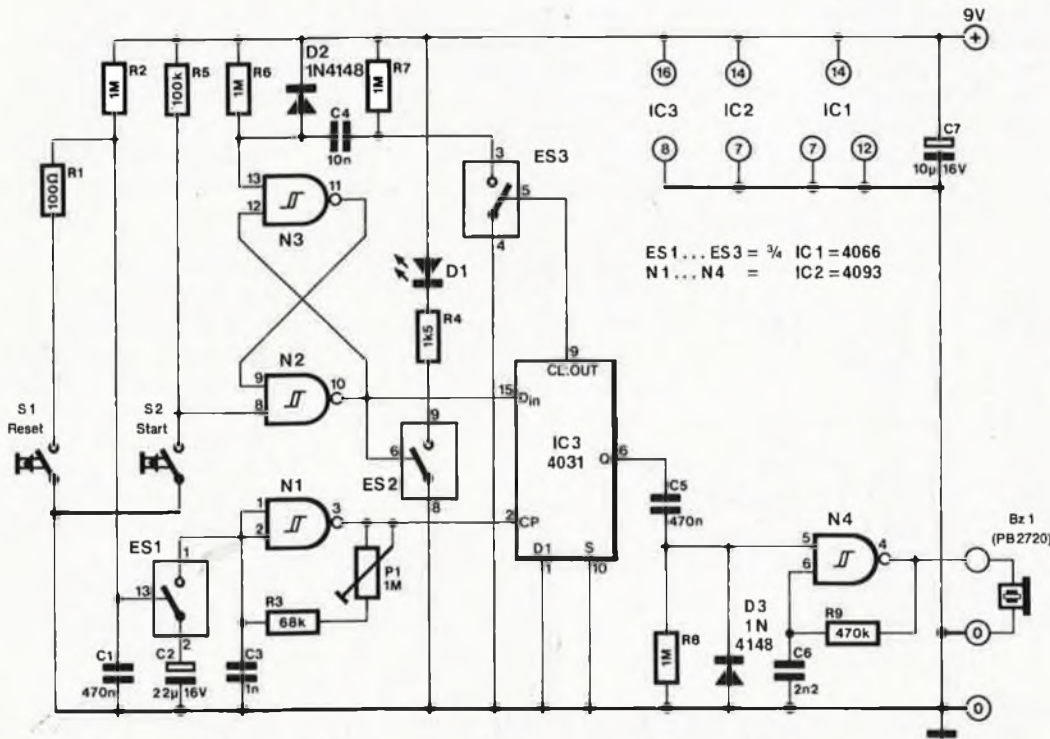 9V
+
R2
1M
R5
100k
R6
1M
D2
1N4148
R7
1M
C4
10n
16
14
14
IC3
IC2
IC1
8
7
7
12
C7
10µ 16V
R1
100Ω
13
12
11
N3
ES3
3
5
4
ES1...ES3 = ¾ IC1=4066
N1...N4 = IC2=4093
D1
R4
1k5
9
CL.OUT
N2
9
8
10
15
Din
IC3
4031
Q
6
S1
Reset
S2
Start
6
9
ES2
8
C5
470n
N1
1
2
3
2
CP
D1
1
S
10
P1
1M
R3
68k
ES1
1
13
2
N4
5
6
4
Bz 1
(PB2720)
R8
1M
D3
1N
4148
R9
470k
C6
2n2
0
C1
470n
C2
22µ 16V
C3
1n
0